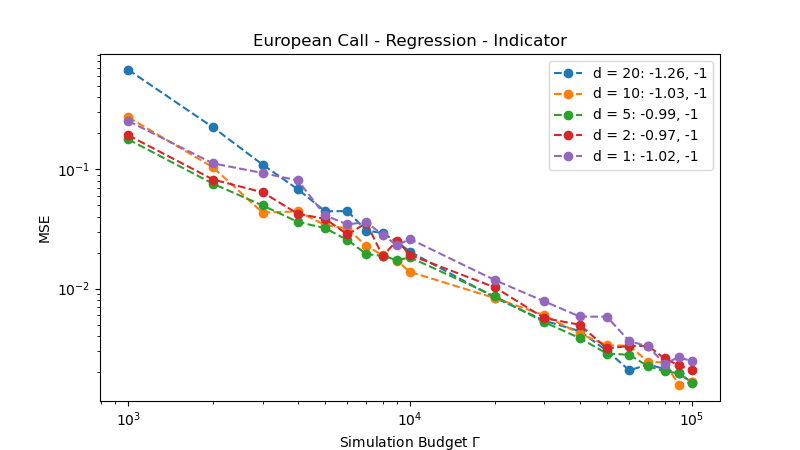 European Call - Regression - Indicator
d = 20: -1.26, -1
d = 10: -1.03, -1
d = 5: -0.99, -1
d = 2: -0.97, -1
d = 1: -1.02, -1
10⁻¹
10⁻²
MSE
10³
10⁴
10⁵
Simulation Budget Γ